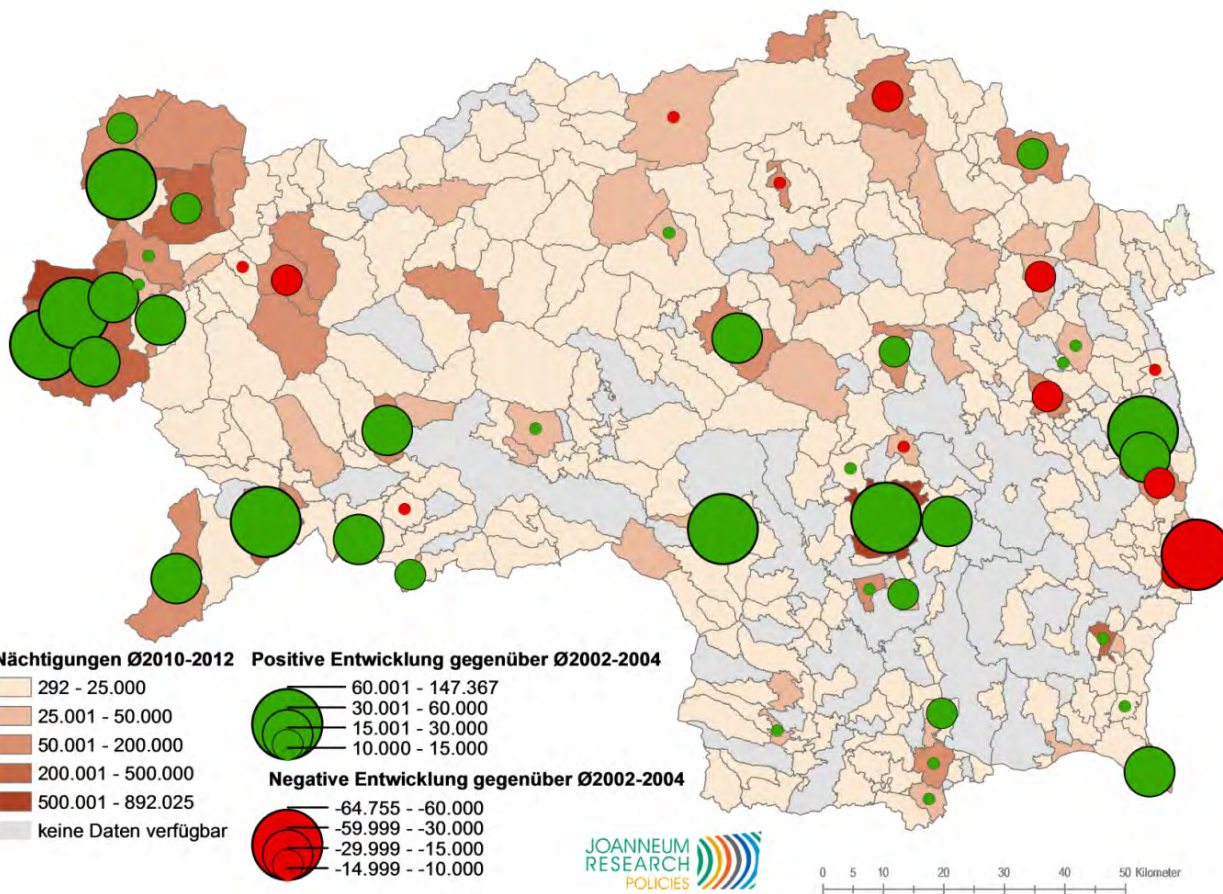 Nächtigungen Ø2010-2012
292 - 25.000
25.001 - 50.000
50.001 - 200.000
200.001 - 500.000
500.001 - 892.025
keine Daten verfügbar
Positive Entwicklung gegenüber Ø2002-2004
60.001 - 147.367
30.001 - 60.000
15.001 - 30.000
10.000 - 15.000
Negative Entwicklung gegenüber Ø2002-2004
-64.755 - -60.000
-59.999 - -30.000
-29.999 - -15.000
-14.999 - -10.000
JOANNEUM
RESEARCH
POLICIES
0 10 20 30 40 50 Kilometer